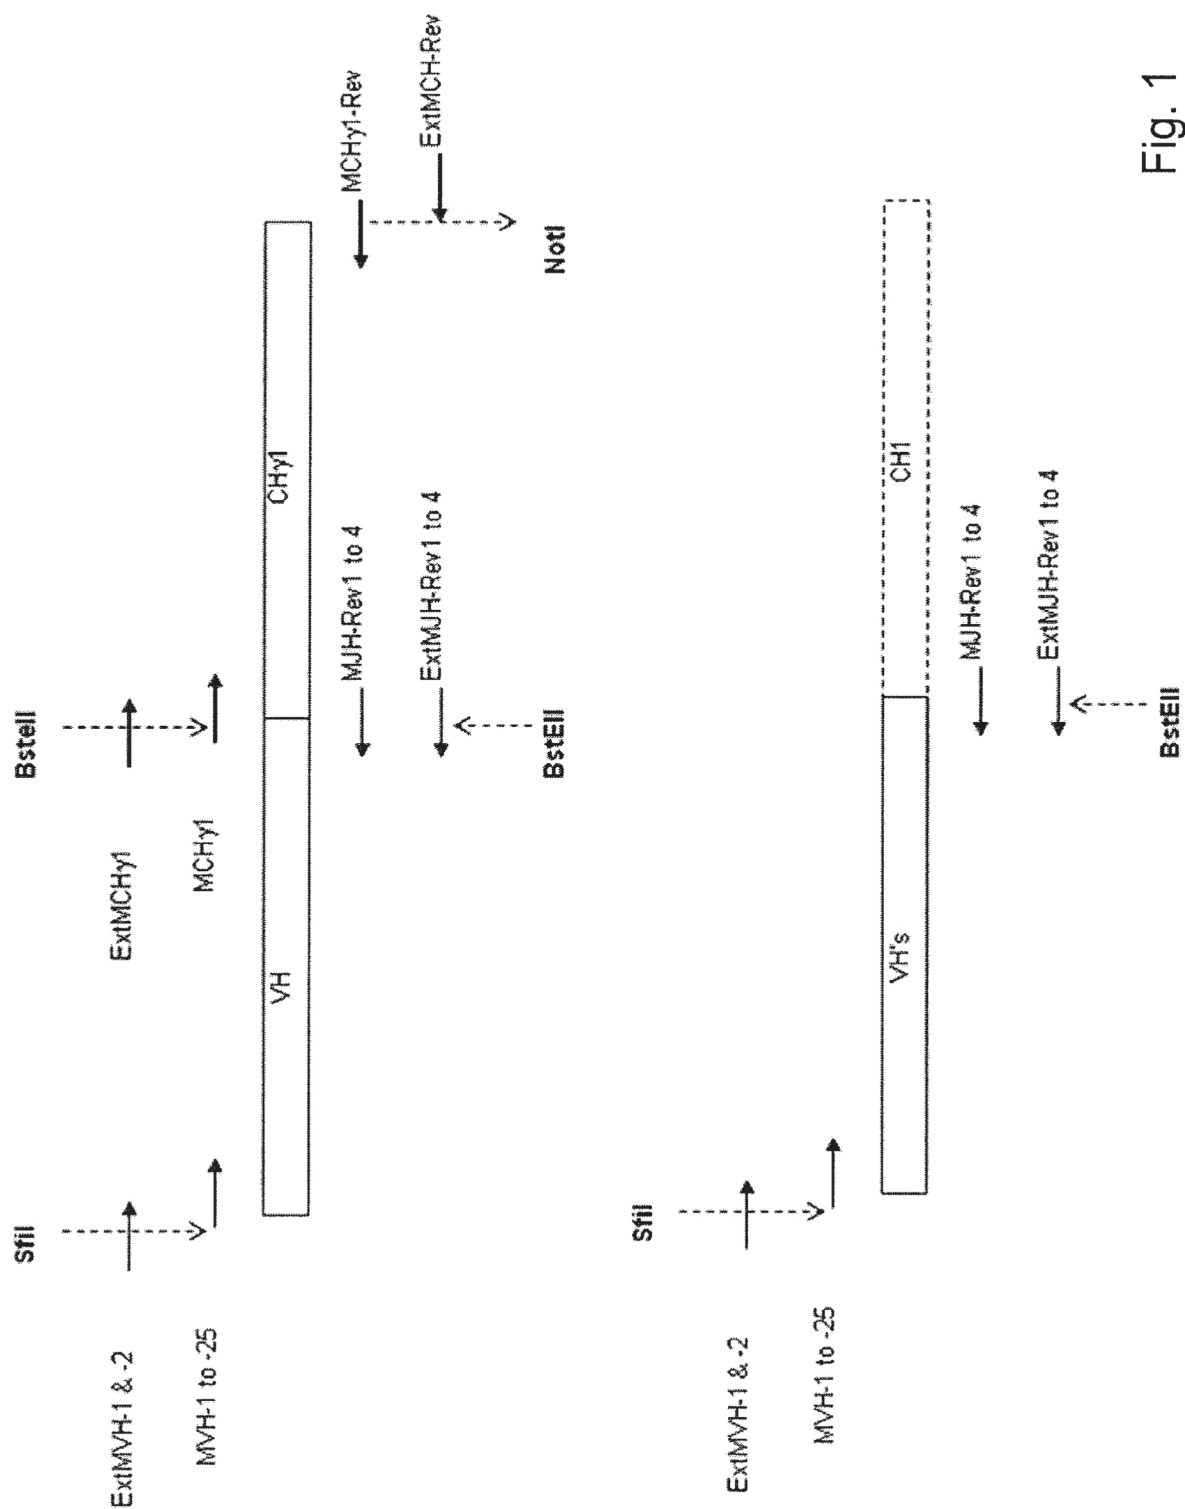 SfiI
BsteII
ExtMVH-1 & -2
ExtMCHγ1
MVH-1 to -25
MCHγ1
VH
CHγ1
MJH-Rev1 to 4
MCHγ1-Rev
ExtMJH-Rev1 to 4
ExtMCH-Rev
BstEII
NotI
SfiI
ExtMVH-1 & -2
MVH-1 to -25
VH's
CH1
MJH-Rev1 to 4
ExtMJH-Rev1 to 4
BstEII
Fig. 1